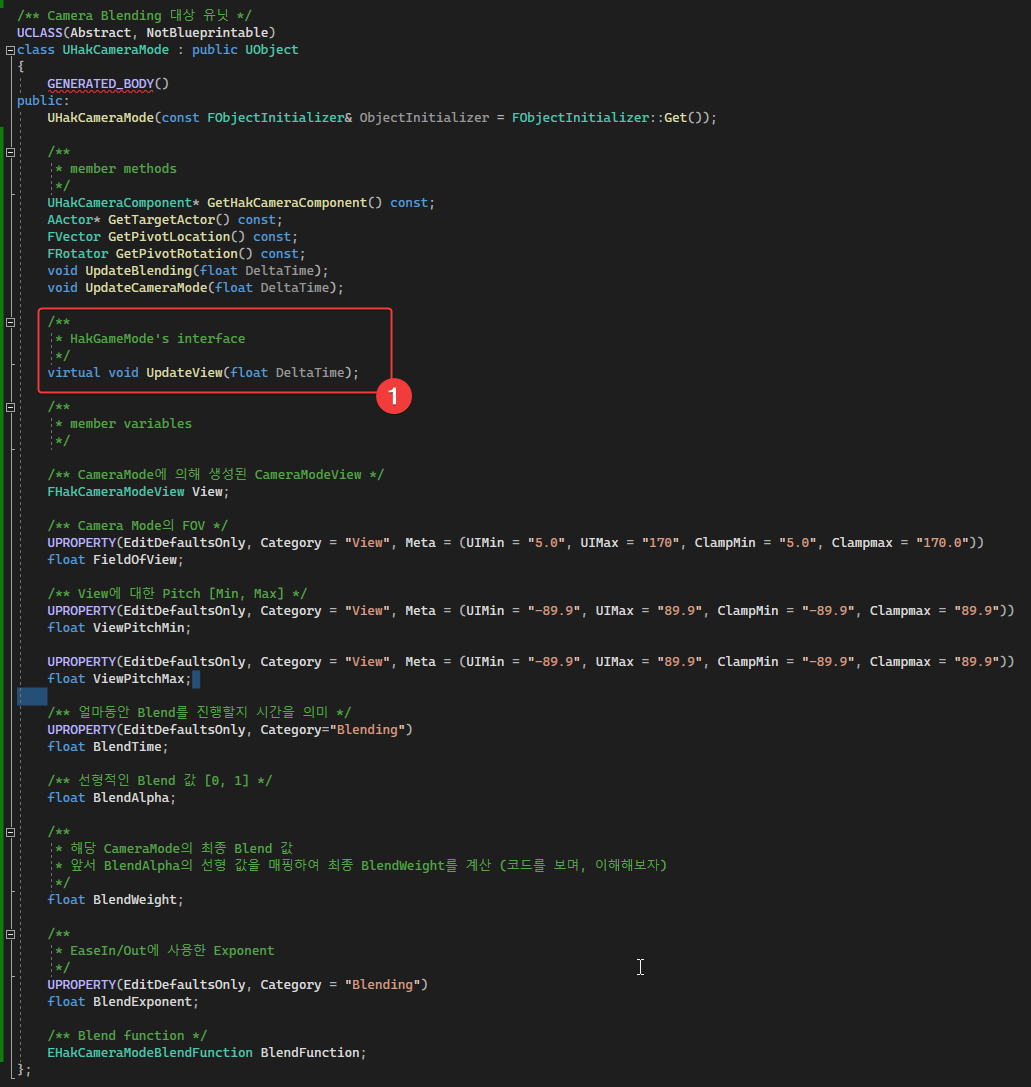 /** Camera Blending 대상 유닛 */
UCLASS(Abstract, NotBlueprintable)
class UHakCameraMode : public UObject
{
GENERATED_BODY()
public:
UHakCameraMode(const FObjectInitializer& ObjectInitializer = FObjectInitializer::Get());
/**
* member methods
*/
UHakCameraComponent* GetHakCameraComponent() const;
AActor* GetTargetActor() const;
FVector GetPivotLocation() const;
FRotator GetPivotRotation() const;
void UpdateBlending(float DeltaTime);
void UpdateCameraMode(float DeltaTime);
/**
* HakGameMode's interface
*/
virtual void UpdateView(float DeltaTime);
1
/**
* member variables
*/
/** CameraMode에 의해 생성된 CameraModeView */
FHakCameraModeView View;
/** Camera Mode의 FOV */
UPROPERTY(EditDefaultsOnly, Category = "View", Meta = (UIMin = "5.0", UIMax = "170", ClampMin = "5.0", Clampmax = "170.0"))
float FieldOfView;
/** View에 대한 Pitch [Min, Max] */
UPROPERTY(EditDefaultsOnly, Category = "View", Meta = (UIMin = "-89.9", UIMax = "89.9", ClampMin = "-89.9", Clampmax = "89.9"))
float ViewPitchMin;
UPROPERTY(EditDefaultsOnly, Category = "View", Meta = (UIMin = "-89.9", UIMax = "89.9", ClampMin = "-89.9", Clampmax = "89.9"))
float ViewPitchMax;
/** 얼마동안 Blend를 진행할지 시간을 의미 */
UPROPERTY(EditDefaultsOnly, Category="Blending")
float BlendTime;
/** 선형적인 Blend 값 [0, 1] */
float BlendAlpha;
/**
* 해당 CameraMode의 최종 Blend 값
* 앞서 BlendAlpha의 선형 값을 매핑하여 최종 BlendWeight를 계산 (코드를 보며, 이해해보자)
*/
float BlendWeight;
/**
* EaseIn/Out에 사용한 Exponent
*/
UPROPERTY(EditDefaultsOnly, Category = "Blending")
float BlendExponent;
/** Blend function */
EHakCameraModeBlendFunction BlendFunction;
};